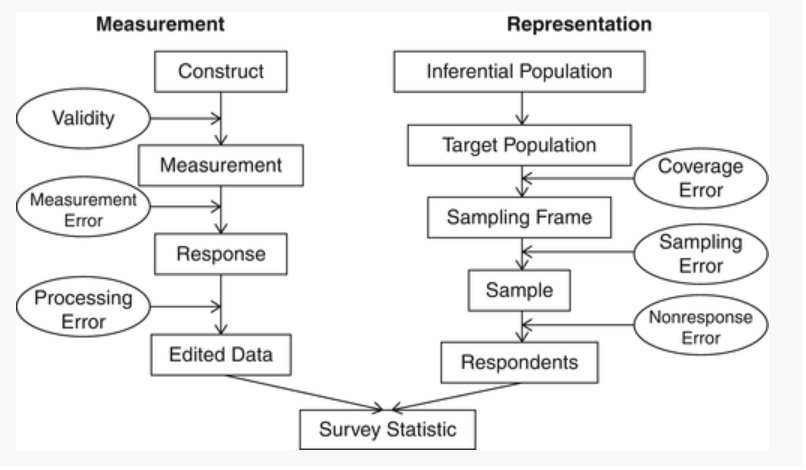 Measurement
Construct
Validity
Measurement
Measurement
Error
Response
Processing
Error
Edited Data
Representation
Inferential Population
Target Population
Coverage
Error
Sampling Frame
Sampling
Error
Sample
Nonresponse
Error
Respondents
Survey Statistic